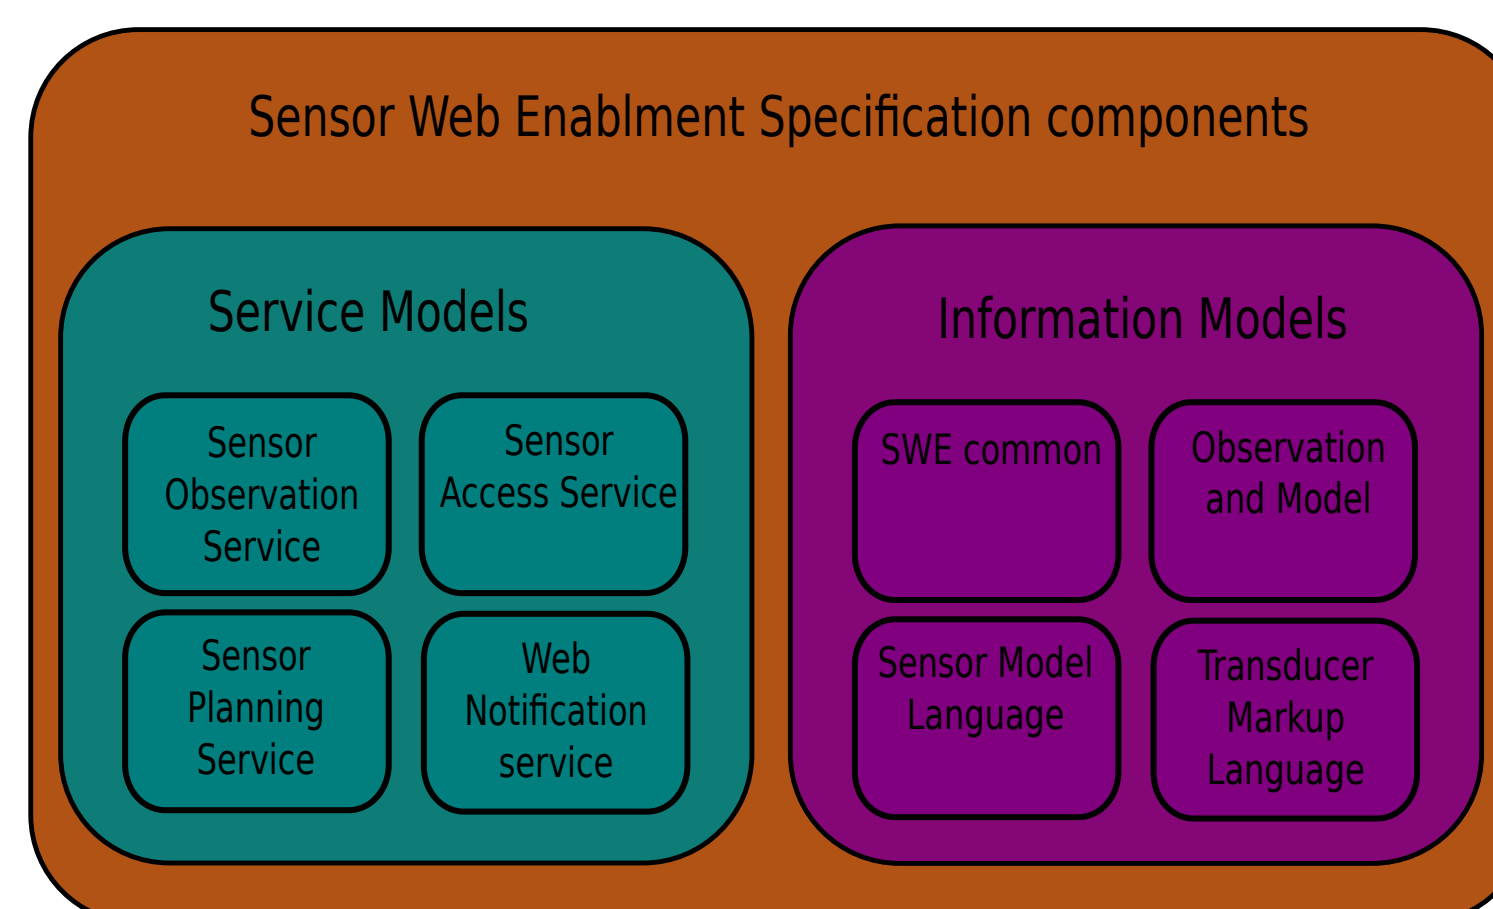 Sensor Web Enablment Specification components
Service Models
Sensor
Observation
Service
Sensor
Access Service
Sensor
Planning
Service
Web
Notification
service
Information Models
SWE common
Observation
and Model
Sensor Model
Language
Transducer
Markup
Language